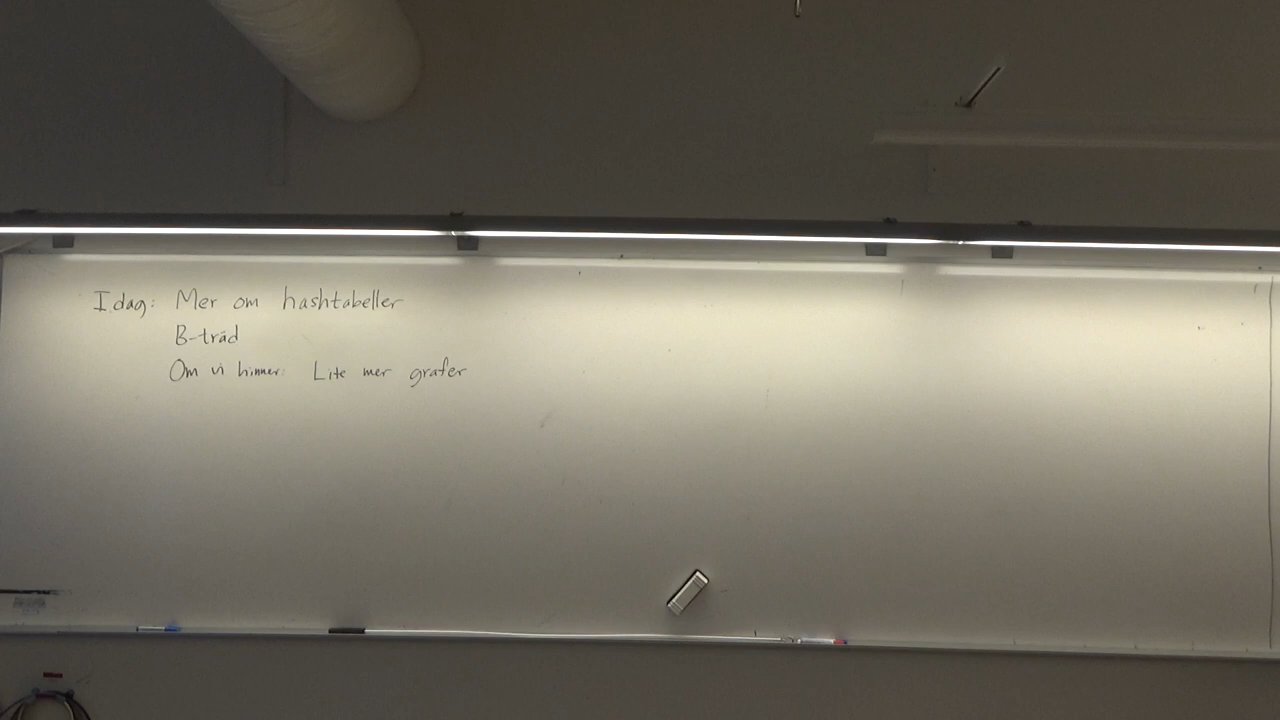 Idag: Mer om hashtabeller
B-träd
Om vi hinner: Lite mer grafer